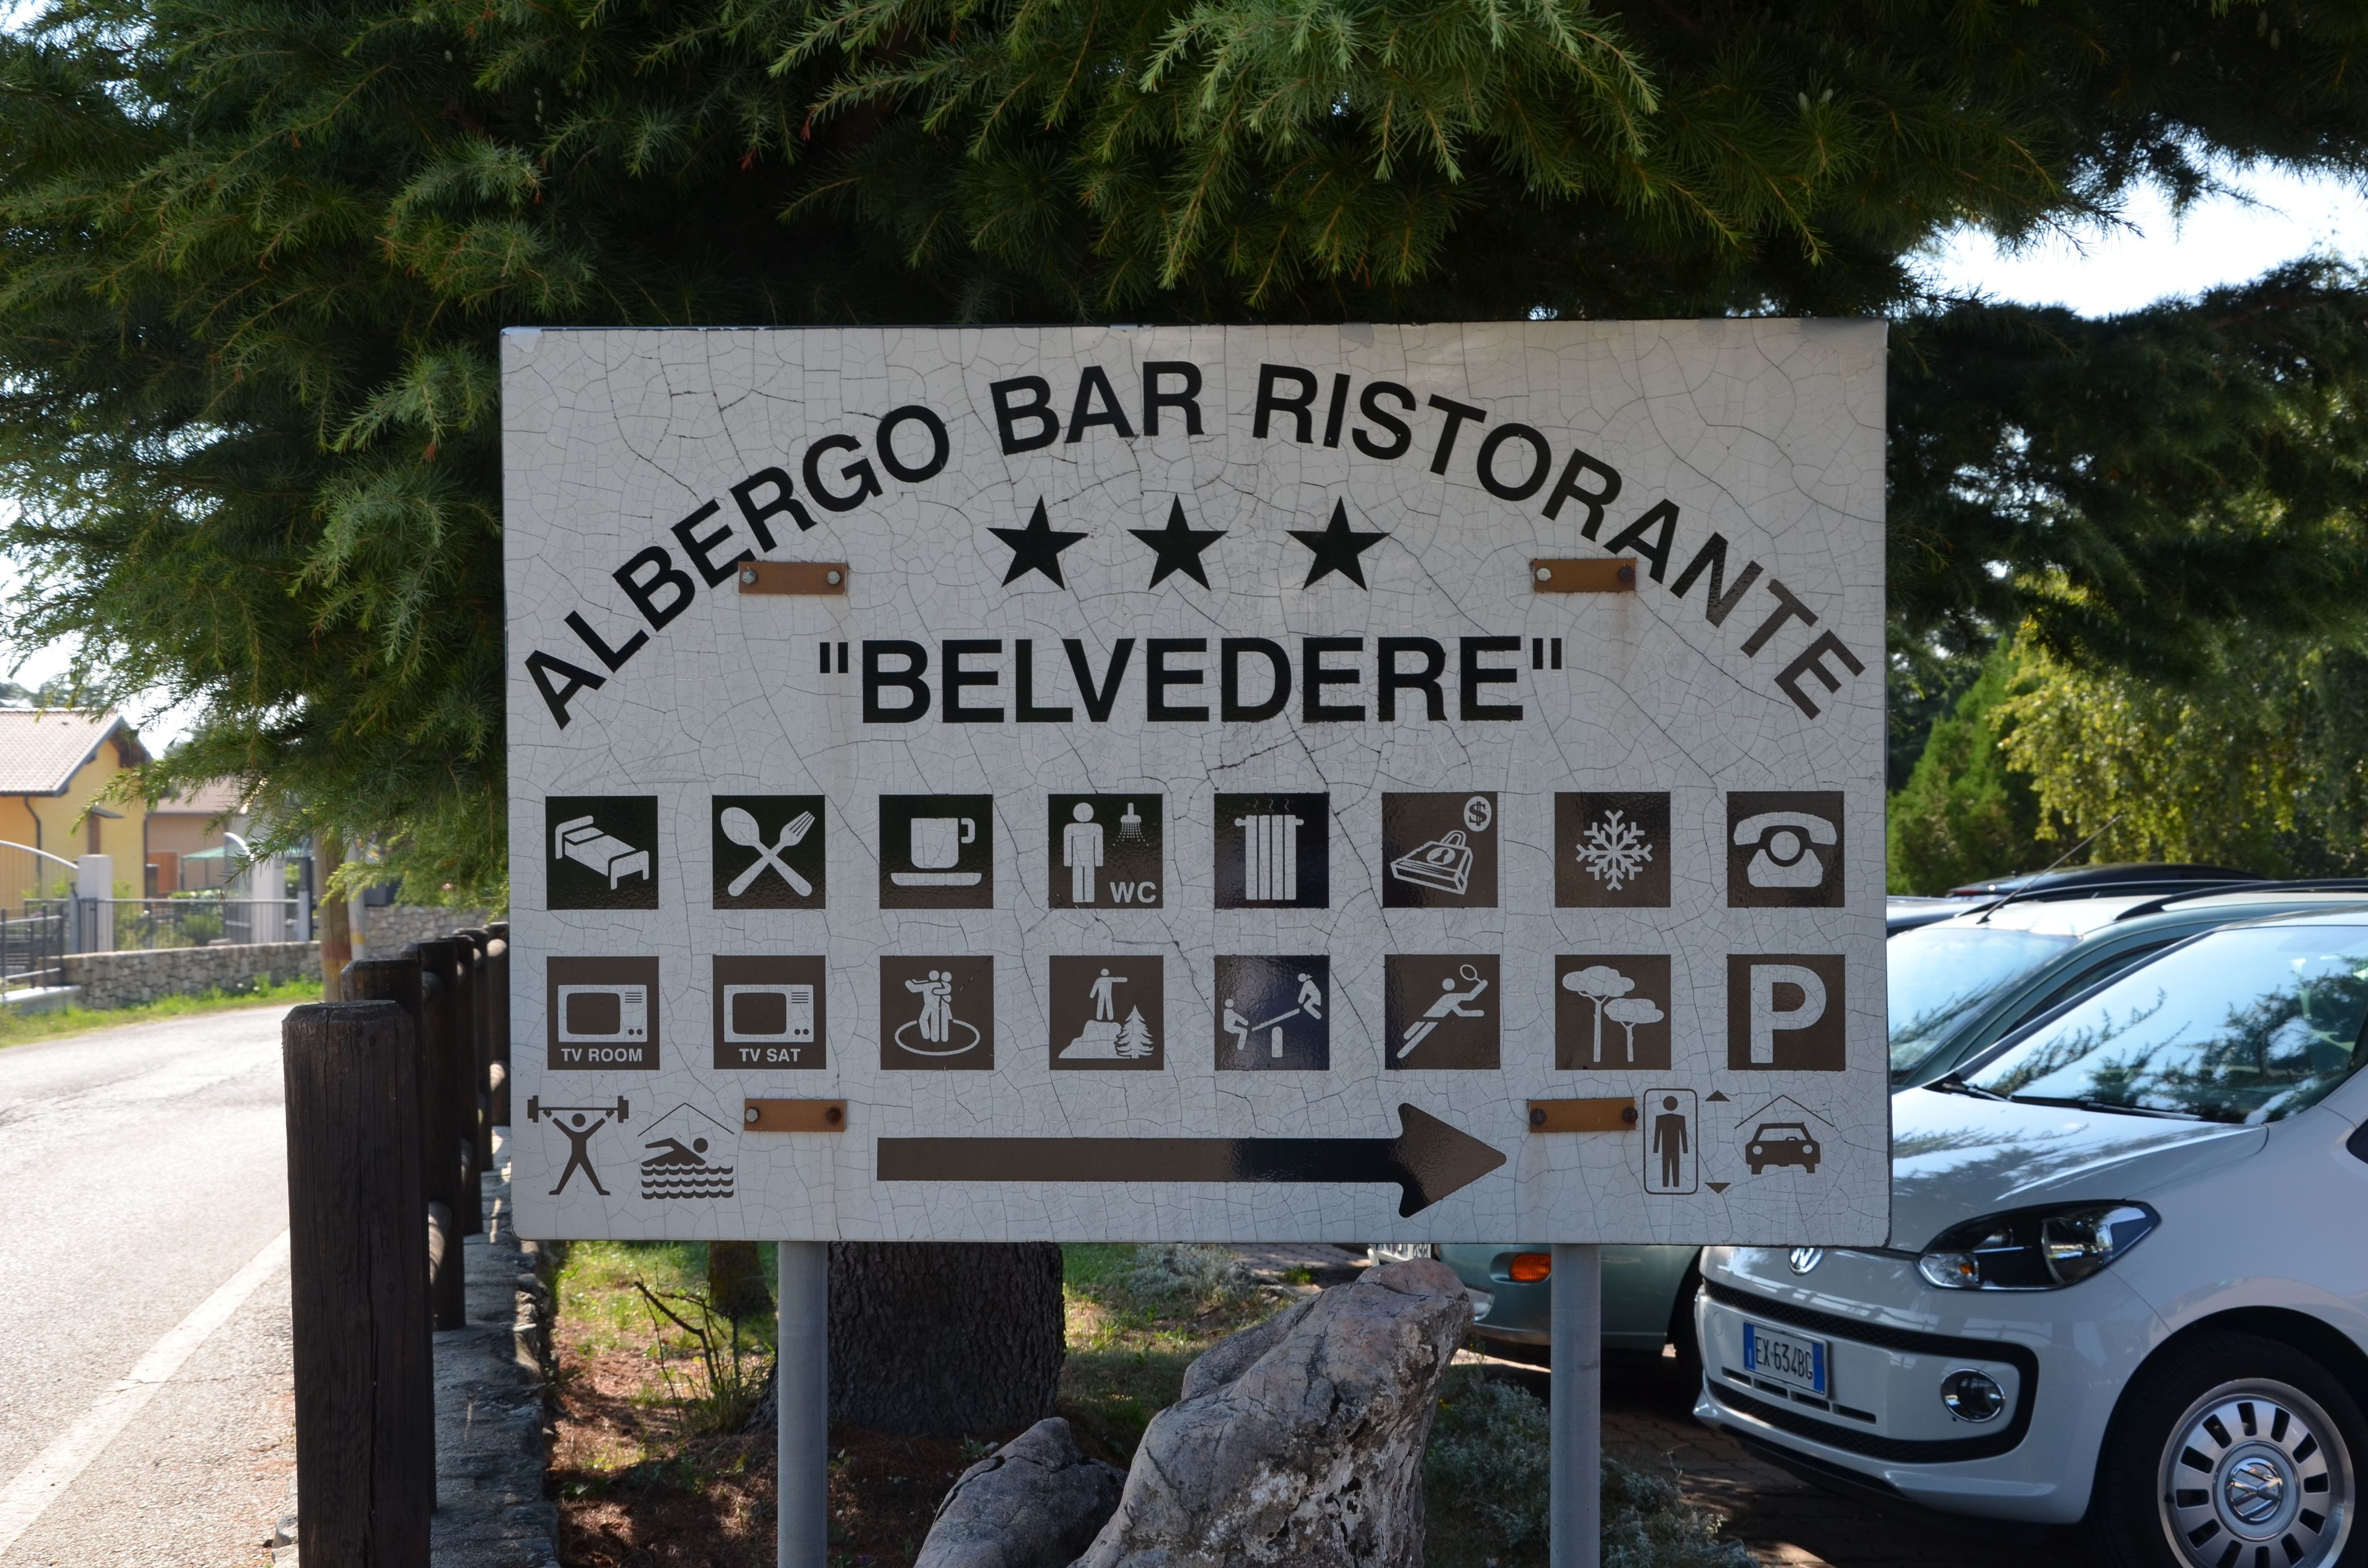 ALBERGO BAR RISTORANTE
"BELVEDERE"
$
WC
TV ROOM
TV SAT
P
EX 634BG